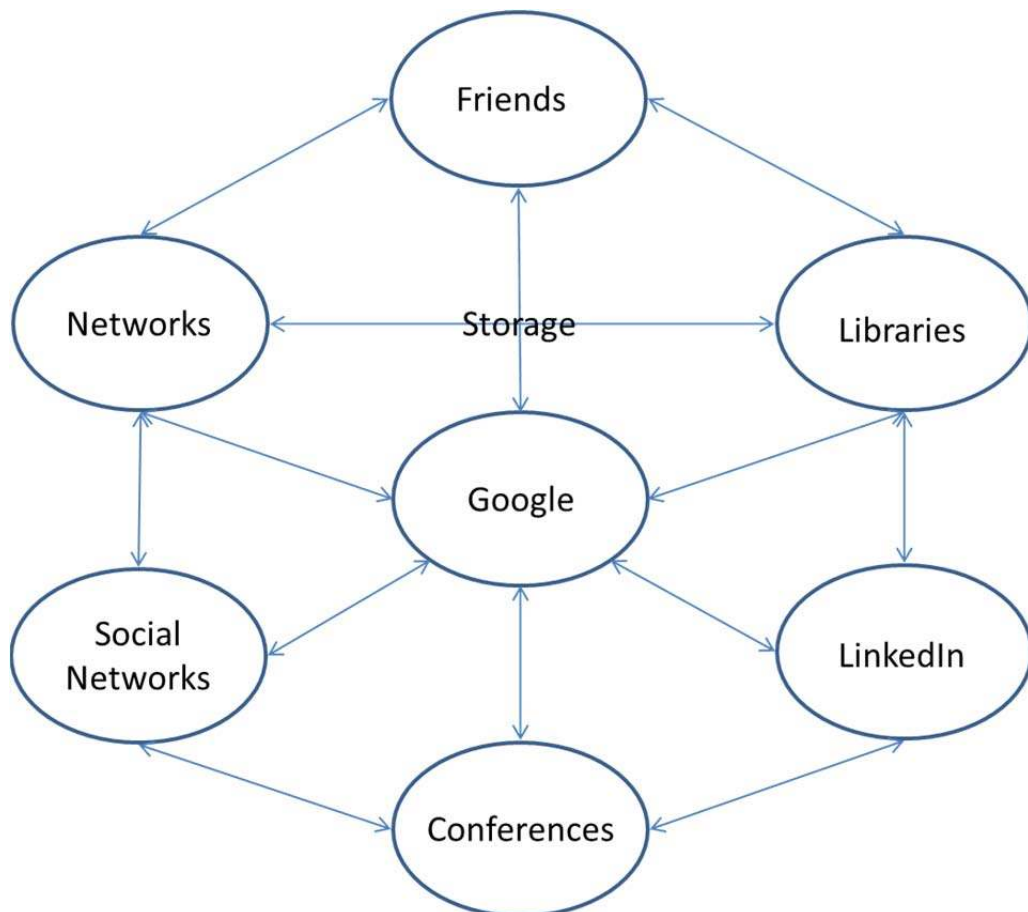 Friends
Networks
Storage
Libraries
Google
Social
Networks
LinkedIn
Conferences